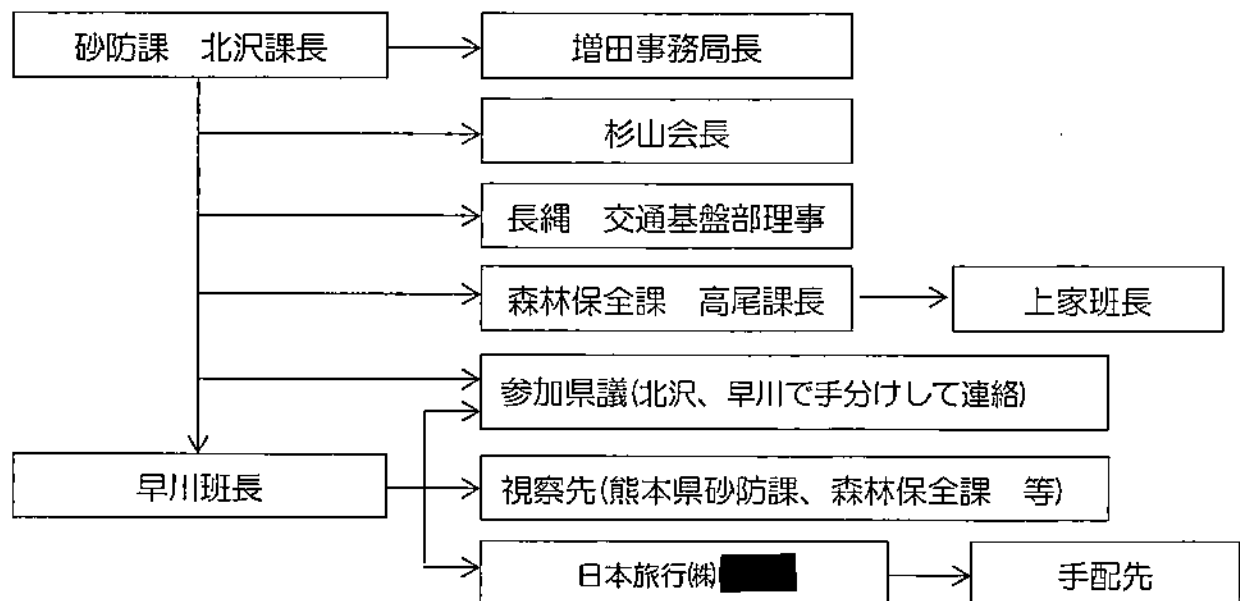 砂防課　北沢課長
増田事務局長
杉山会長
長縄　交通基盤部理事
森林保全課　高尾課長
上家班長
参加県議(北沢、早川で手分けして連絡)
早川班長
視察先(熊本県砂防課、森林保全課　等)
日本旅行㈱
手配先